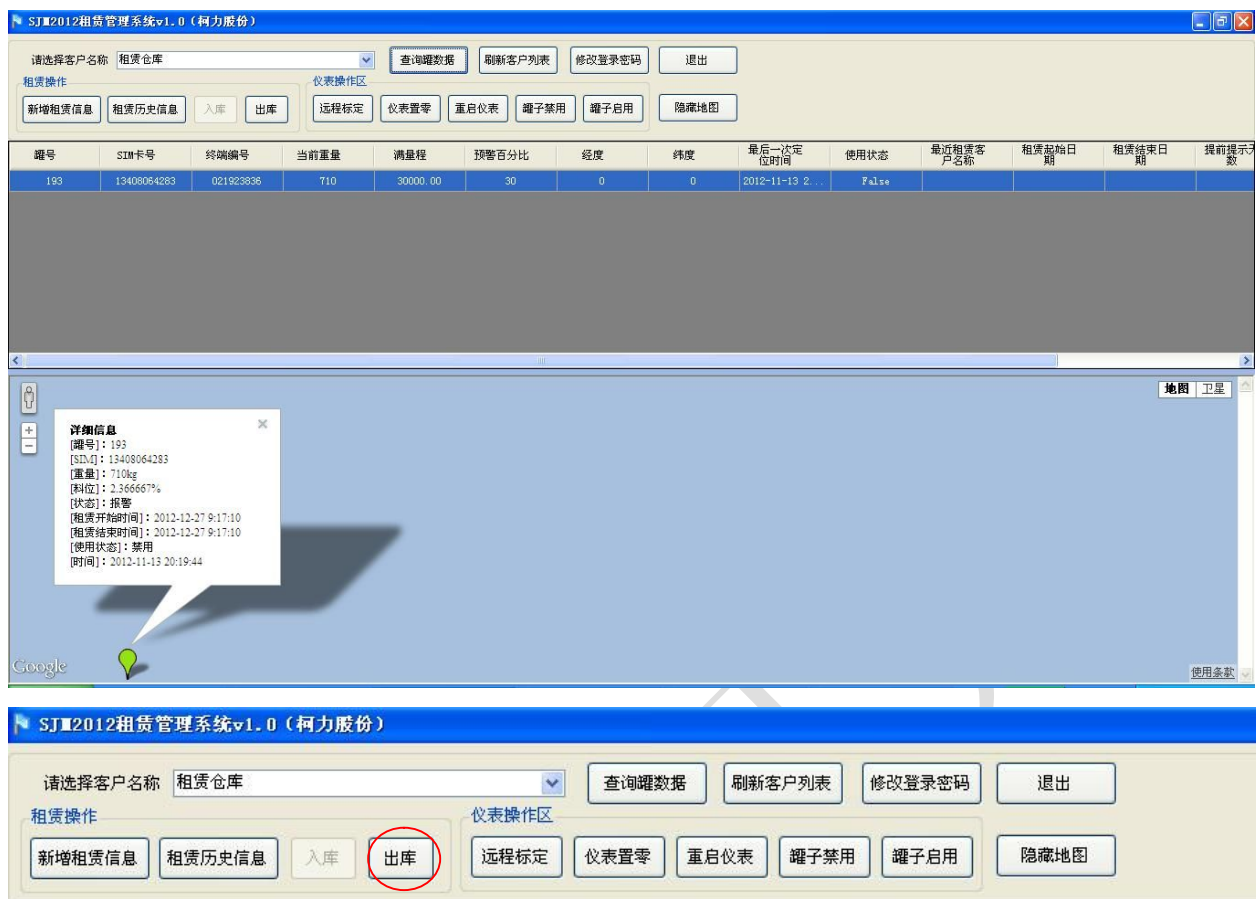 SJM2012租赁管理系统v1.0（柯力股份）
请选择客户名称 租赁仓库 查询罐数据 刷新客户列表 修改登录密码 退出
租赁操作 仪表操作区
新增租赁信息 租赁历史信息 入库 出库 远程标定 仪表置零 重启仪表 罐子禁用 罐子启用 隐藏地图
罐号 SIM卡号 终端编号 当前重量 满量程 预警百分比 经度 纬度 最后一次定位时间 使用状态 最近租赁客户名称 租赁起始日期 租赁结束日期 提前提示天数
193 13408064283 021923836 710 30000.00 30 0 0 2012-11-13 2... False
地图 卫星
详细信息
[罐号]：193
[SIM]：13408064283
[重量]：710kg
[料位]：2.366667%
[状态]：报警
[租赁开始时间]：2012-12-27 9:17:10
[租赁结束时间]：2012-12-27 9:17:10
[使用状态]：禁用
[时间]：2012-11-13 20:19:44
Google
使用条款
SJM2012租赁管理系统v1.0（柯力股份）
请选择客户名称 租赁仓库 查询罐数据 刷新客户列表 修改登录密码 退出
租赁操作 仪表操作区
新增租赁信息 租赁历史信息 入库 出库 远程标定 仪表置零 重启仪表 罐子禁用 罐子启用 隐藏地图